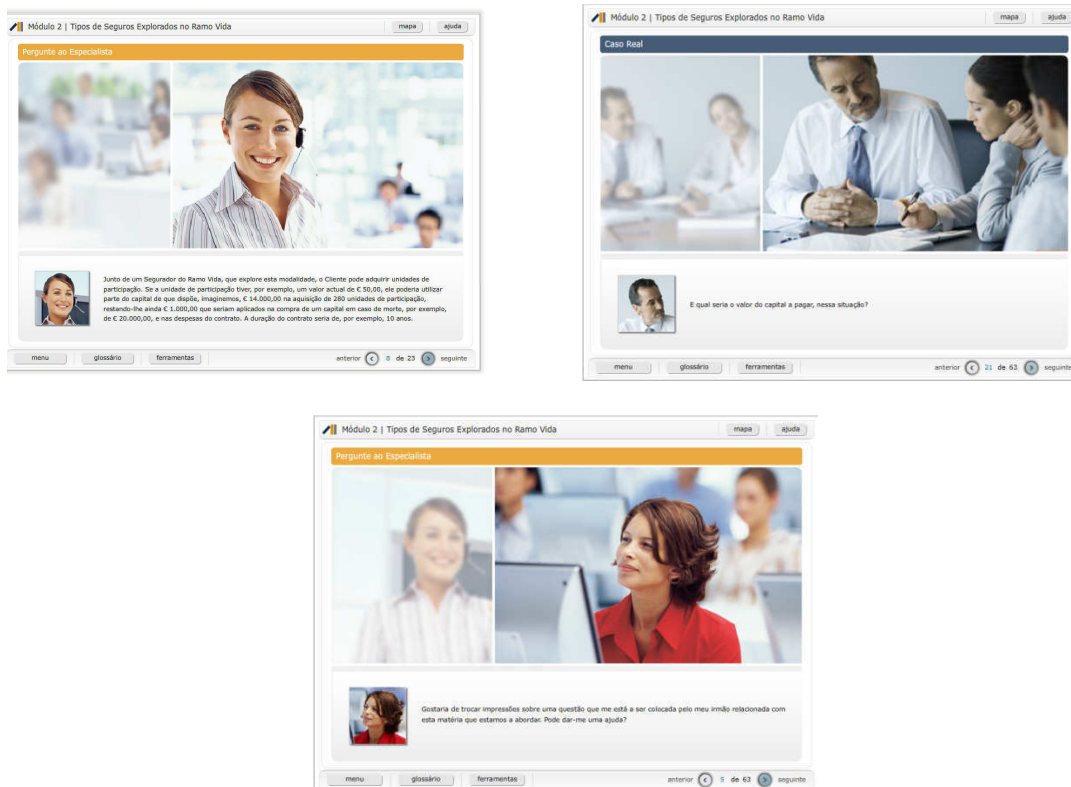 Módulo 2 | Tipos de Seguros Explorados no Ramo Vida
mapa
ajuda
Pergunte ao Especialista
Junto de um Segurador do Ramo Vida, que explore esta modalidade, o Cliente pode adquirir unidades de
participação. Se a unidade de participação tiver, por exemplo, um valor actual de € 50,00, ele poderia utilizar
parte do capital da que dispõe, imaginemos, € 14.000,00 na aquisição de 280 unidades de participação,
restando-lhe ainda € 1.000,00 que seriam aplicados na compra de um capital em caso de morte, por exemplo,
de € 20.000,00, e nas despesas do contrato. A duração do contrato seria de, por exemplo, 10 anos.
menu
glossário
ferramentas
anterior 8 de 23 seguinte
Módulo 2 | Tipos de Seguros Explorados no Ramo Vida
mapa
ajuda
Caso Real
E qual seria o valor do capital a pagar, nessa situação?
menu
glossário
ferramentas
anterior 21 de 63 seguinte
Módulo 2 | Tipos de Seguros Explorados no Ramo Vida
mapa
ajuda
Pergunte ao Especialista
Gostaria de trocar impressões sobre uma questão que me está a ser colocada pelo meu irmão relacionada com
esta matéria que estamos a abordar. Pode dar-me uma ajuda?
menu
glossário
ferramentas
anterior 5 de 63 seguinte